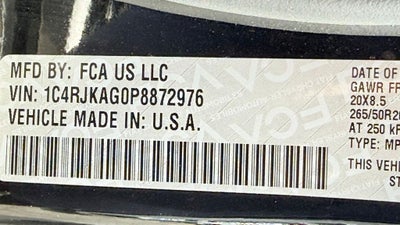 MFD BY: FCA US LLC
VIN: 1C4RJKAG0P8872976
VEHICLE MADE IN: U.S.A.
DATE OF
GAWR FR
20X8.5
265/50R20
AT 250 kP
TYPE: MP
THIS VEH